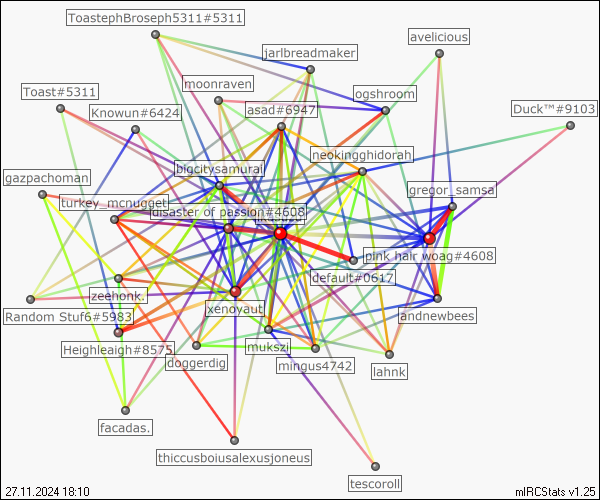 ToastephBroseph5311#5311
avelicious
jarlbreadmaker
moonraven
Toast#5311
ogshroom
Duck™#9103
Knowun#6424
asad#6947
neokingghidorah
bigcitysamurai
gazpachoman
gregor_samsa
turkey_mcnugget
disaster of passion#4608
pink hair woag#4608
default#0617
zeehonk.
xenoyaut
Random Stuf6#5983
andnewbees
Heighleigh#8575
mukszi
doggerdig
mingus4742
lahnk
facadas.
thiccusboiusalexusjoneus
tescoroll
27.11.2024 18:10
mIRCStats v1.25